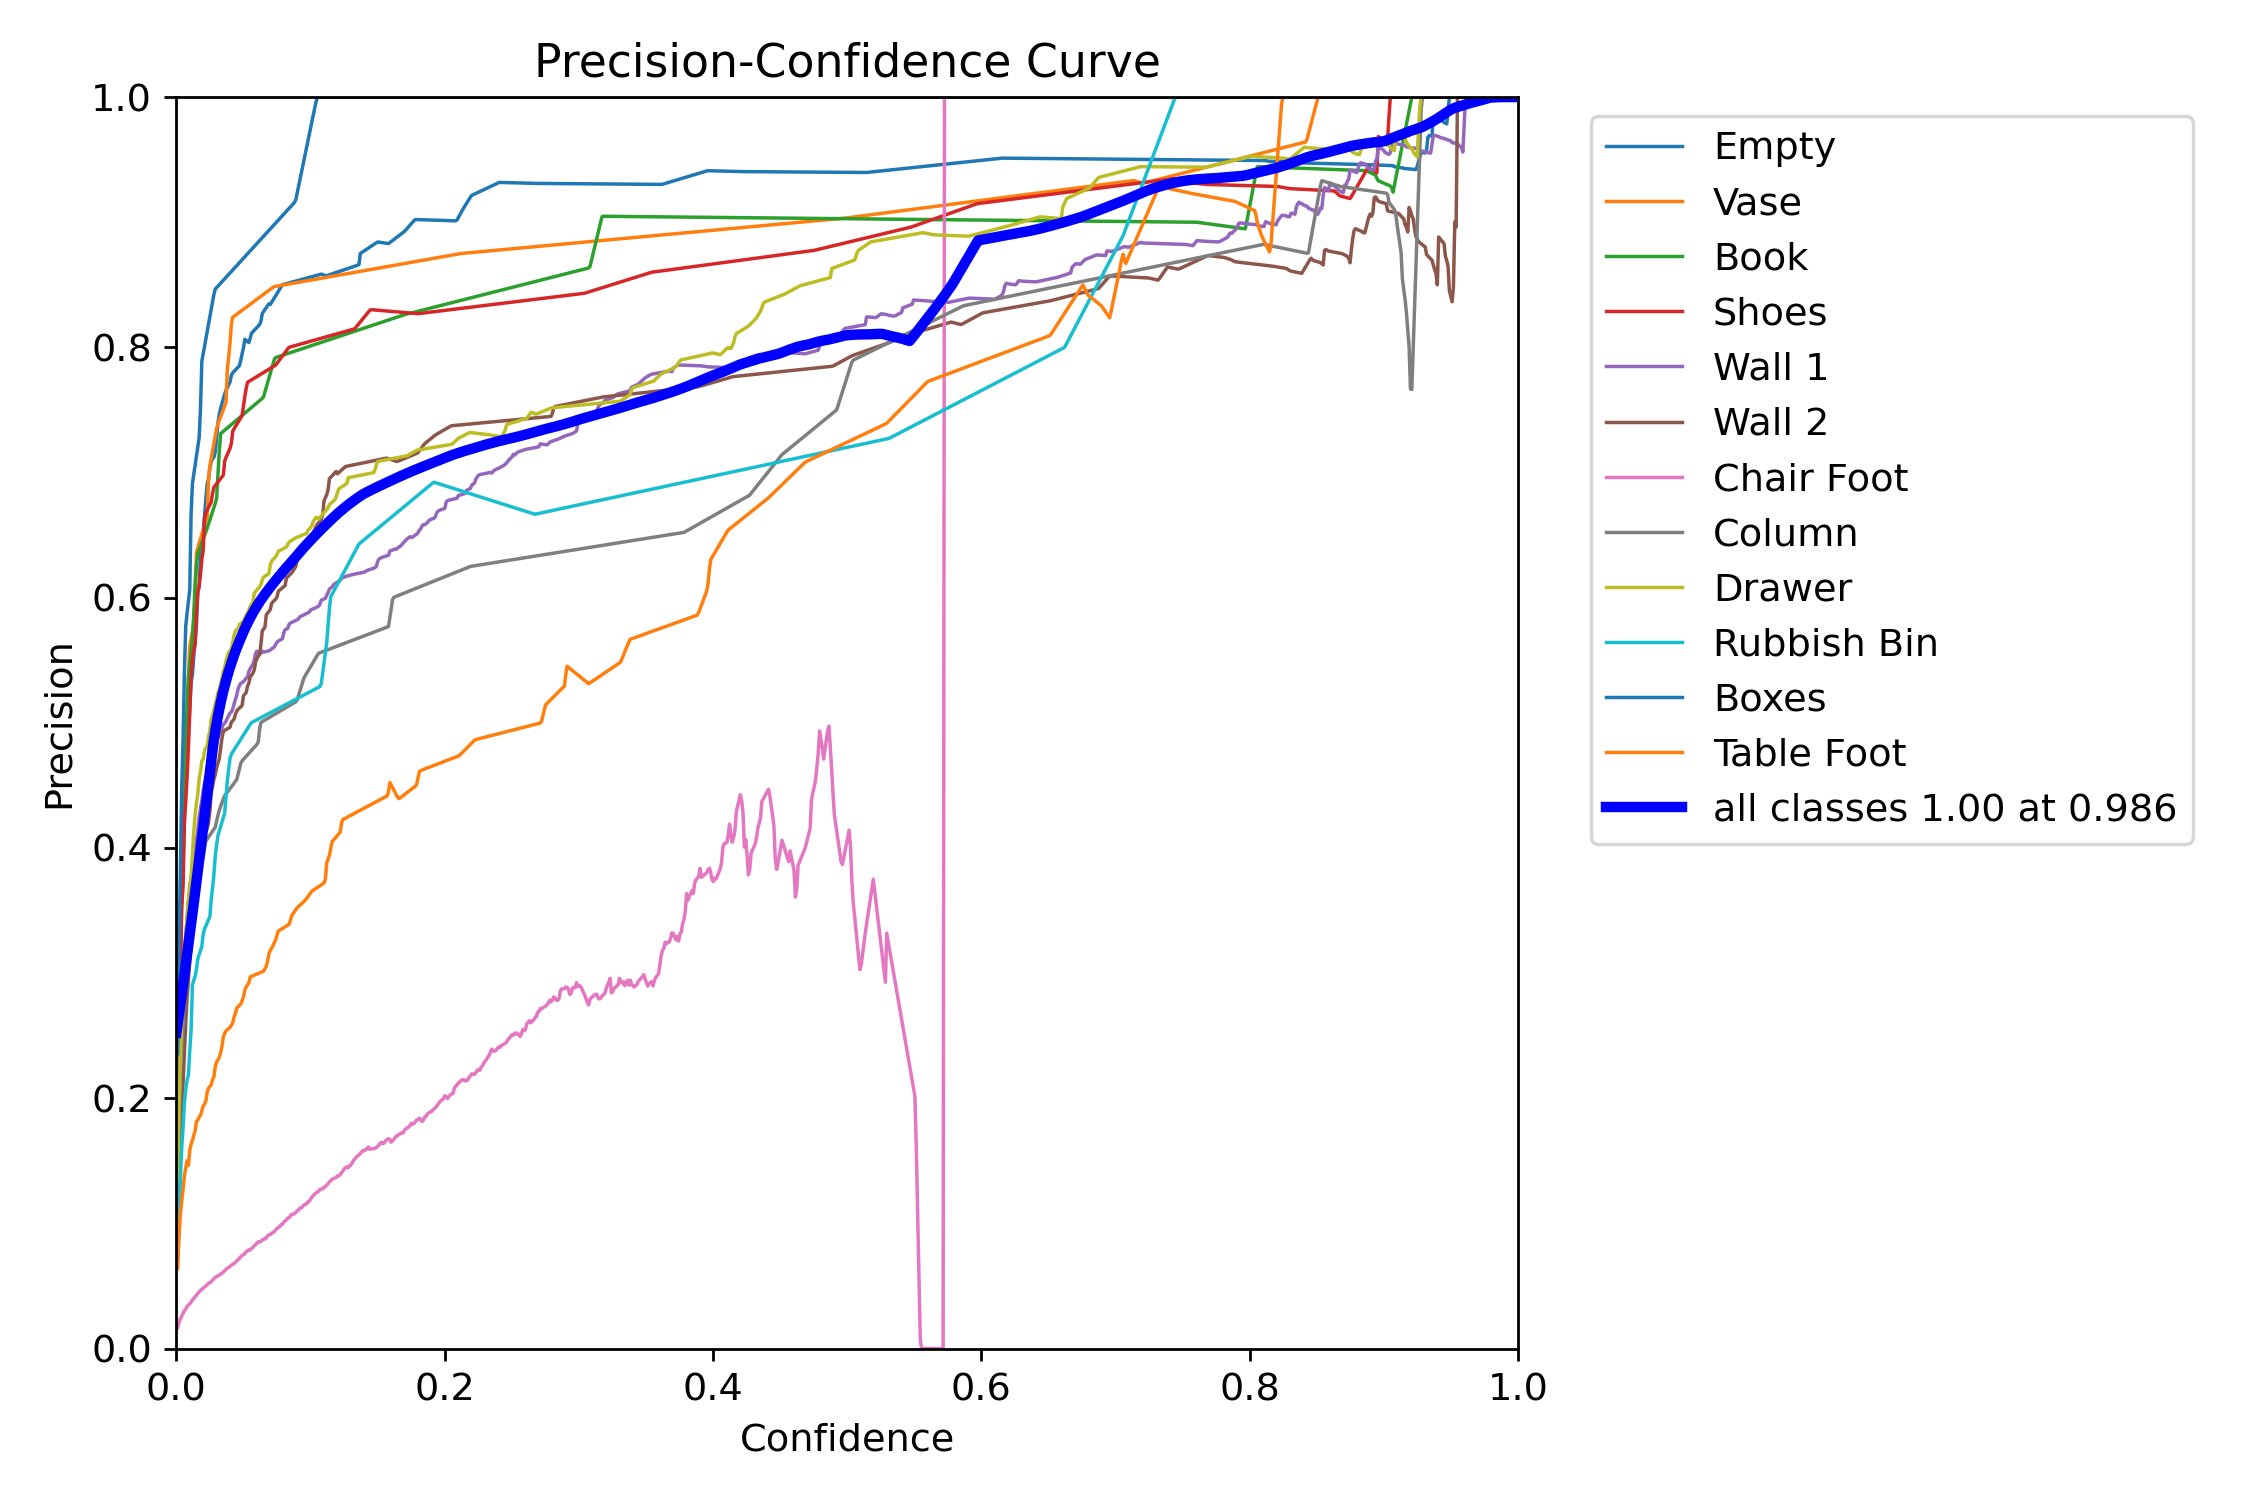 Precision-Confidence Curve
1.0
0.8
0.6
0.4
0.2
0.0
Precision
0.0 0.2 0.4 0.6 0.8 1.0
Confidence
Empty
Vase
Book
Shoes
Wall 1
Wall 2
Chair Foot
Column
Drawer
Rubbish Bin
Boxes
Table Foot
all classes 1.00 at 0.986